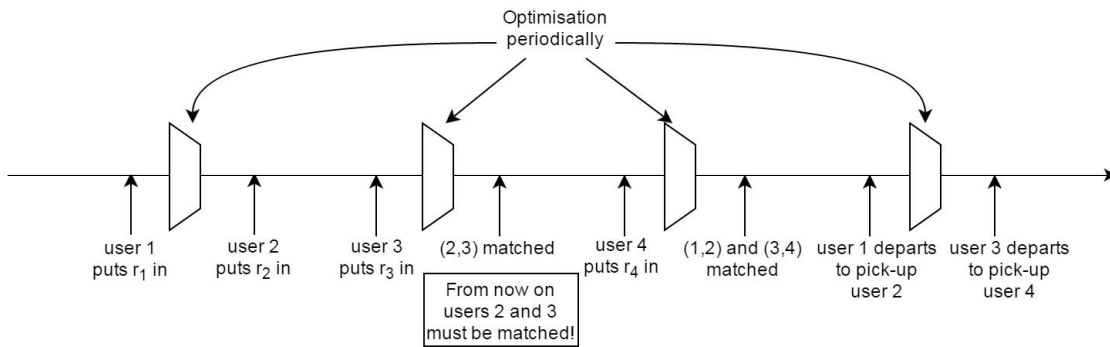 Optimisation
periodically
user 1
puts r₁ in
user 2
puts r₂ in
user 3
puts r₃ in
(2,3) matched
From now on
users 2 and 3
must be matched!
user 4
puts r₄ in
(1,2) and (3,4)
matched
user 1 departs
to pick-up
user 2
user 3 departs
to pick-up
user 4